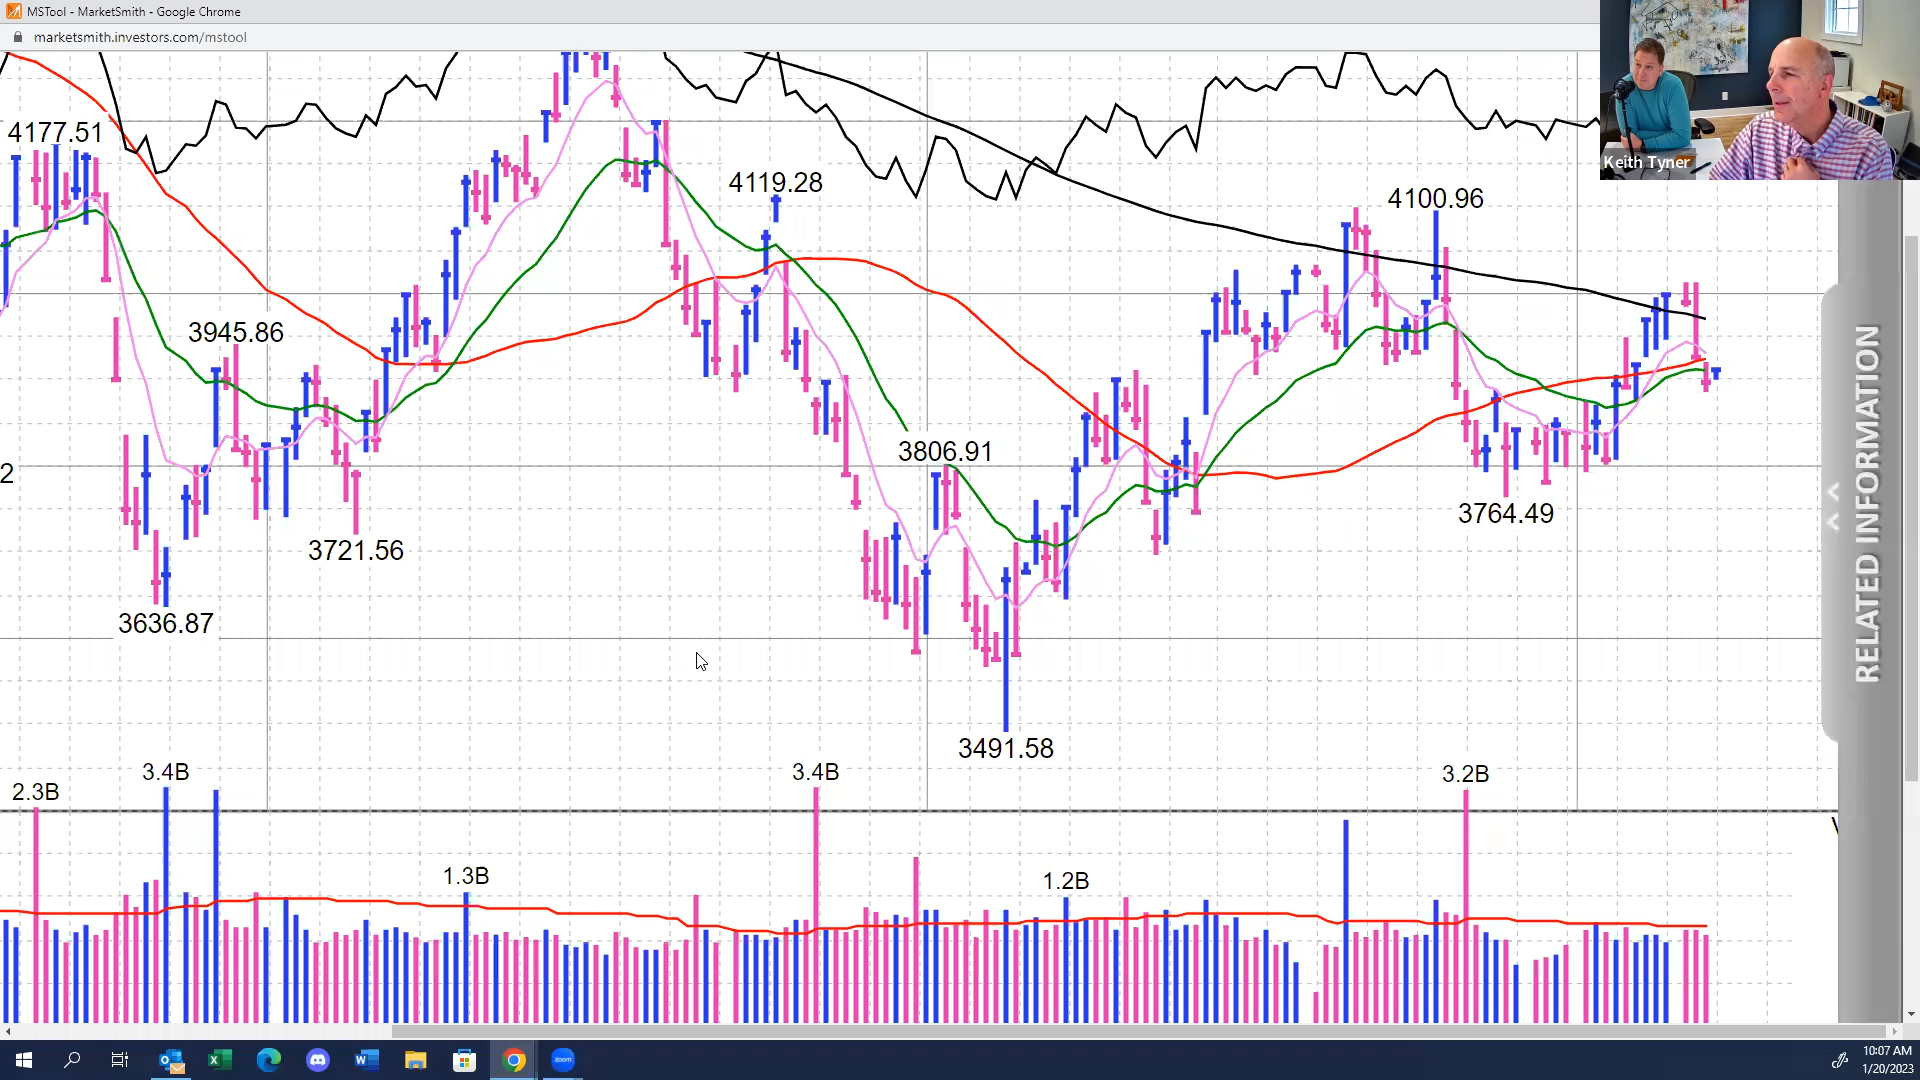 MSTool - MarketSmith - Google Chrome
marketsmith.investors.com/mstool
Keith Tyner
4177.51
4119.28
4100.96
3945.86
3806.91
2
3764.49
3721.56
3636.87
3491.58
RELATED INFORMATION
2.3B
3.4B
3.4B
3.2B
1.3B
1.2B
zoom
10:07 AM
1/20/2023